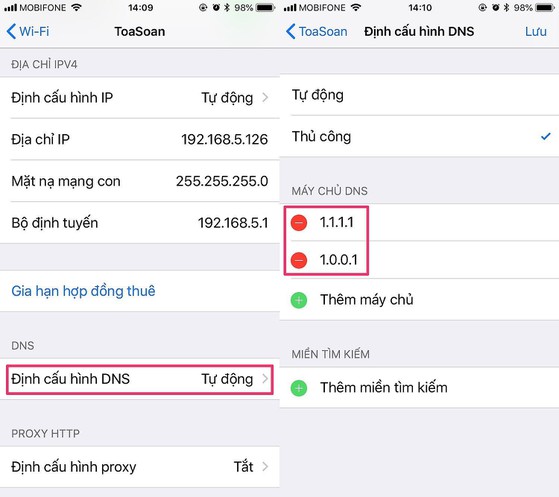 MOBIFONE 14:09 98%
Wi-Fi ToaSoan
ĐỊA CHỈ IPV4
Định cấu hình IP Tự động
Địa chỉ IP 192.168.5.126
Mặt nạ mạng con 255.255.255.0
Bộ định tuyến 192.168.5.1
Gia hạn hợp đồng thuê
DNS
Định cấu hình DNS Tự động
PROXY HTTP
Định cấu hình proxy Tắt
MOBIFONE 14:10 98%
ToaSoan Định cấu hình DNS Lưu
Tự động
Thủ công
MÁY CHỦ DNS
1.1.1.1
1.0.0.1
Thêm máy chủ
MIỀN TÌM KIẾM
Thêm miền tìm kiếm